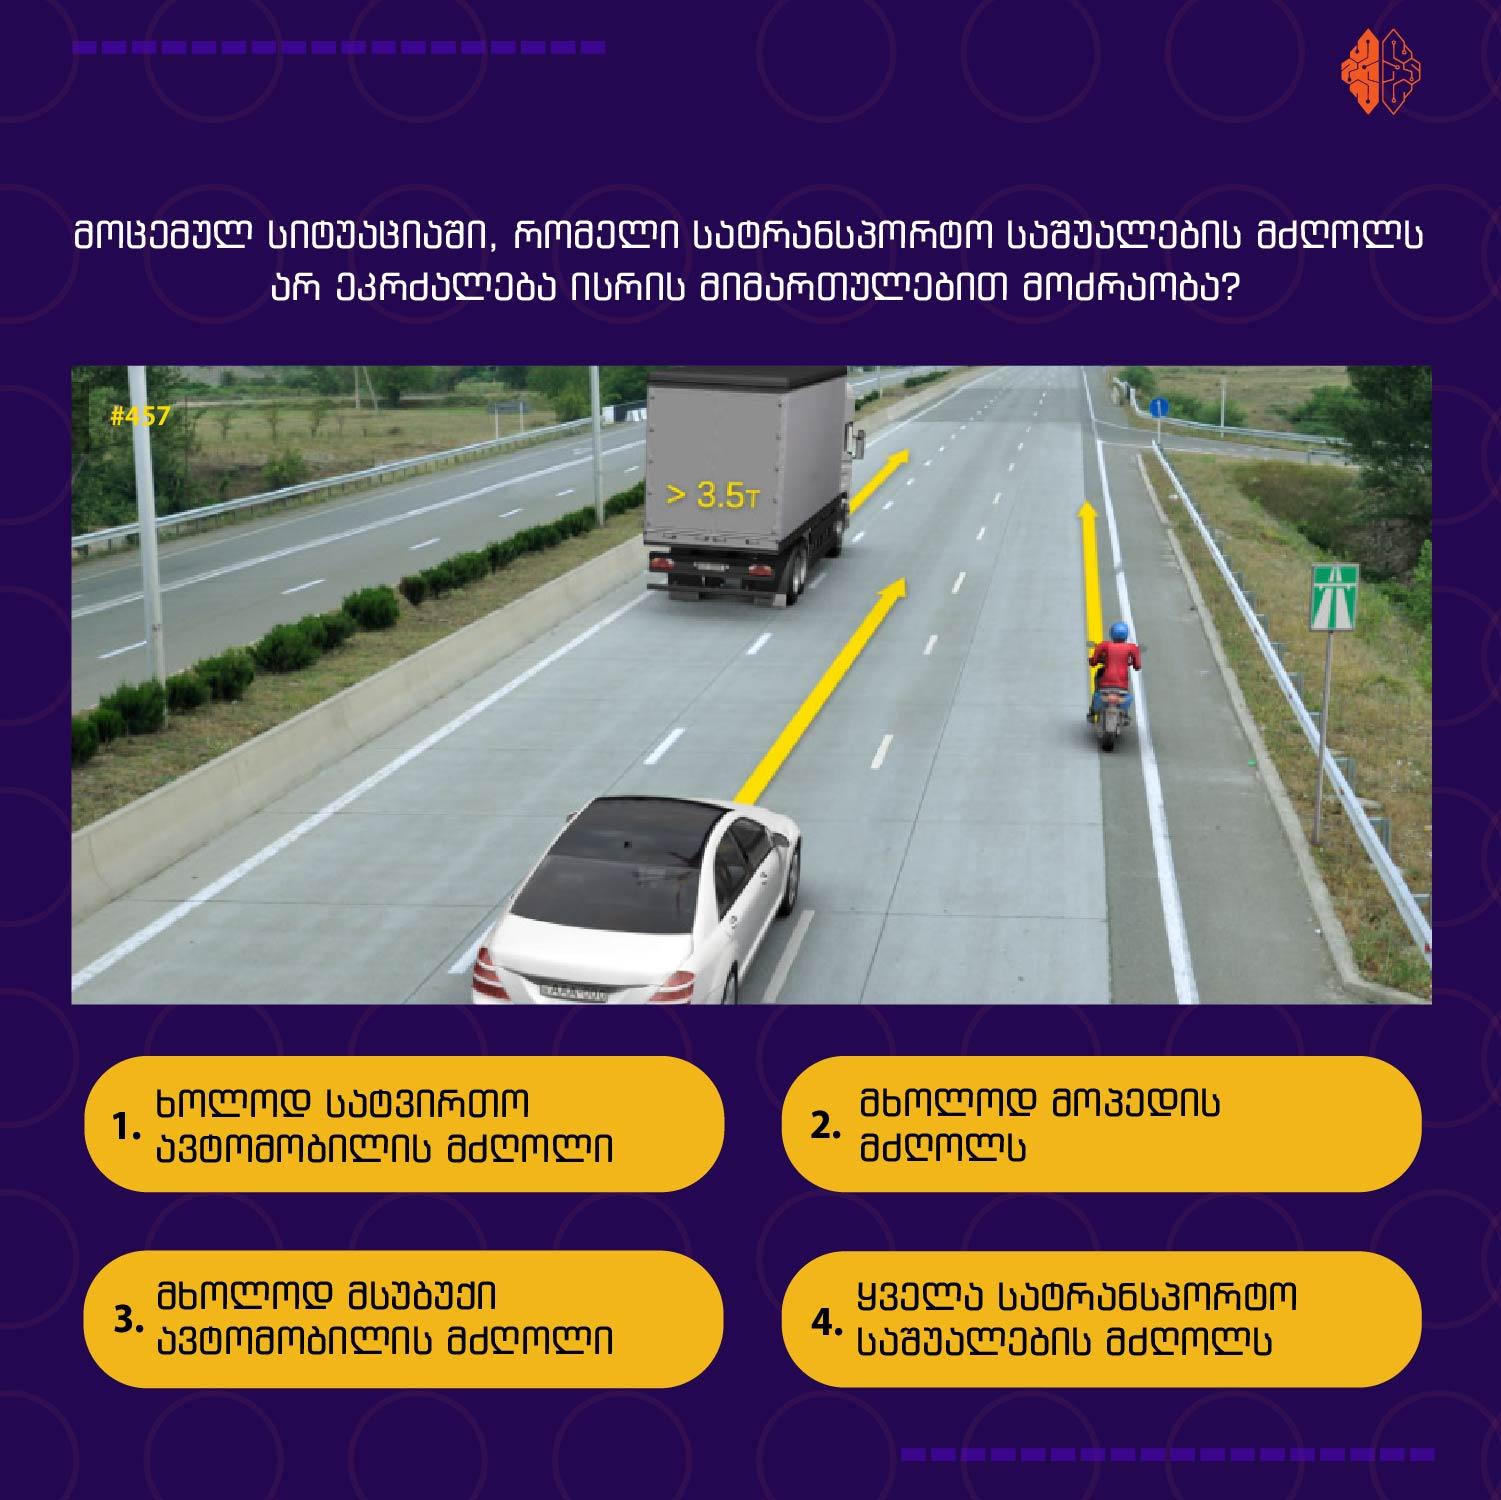 მოცემულ სიტუაციაში, რომელი სატრანსპორტო საშუალების მძღოლს
არ ეკრძალება ისრის მიმართულებით მოძრაობა?
#457
> 3.5т
1. ხოლოდ სატვირთო
ავტომობილის მძღოლი
2. მხოლოდ მოპედის
მძღოლს
3. მხოლოდ მსუბუქი
ავტომობილის მძღოლი
4. ყველა სატრანსპორტო
საშუალების მძღოლს